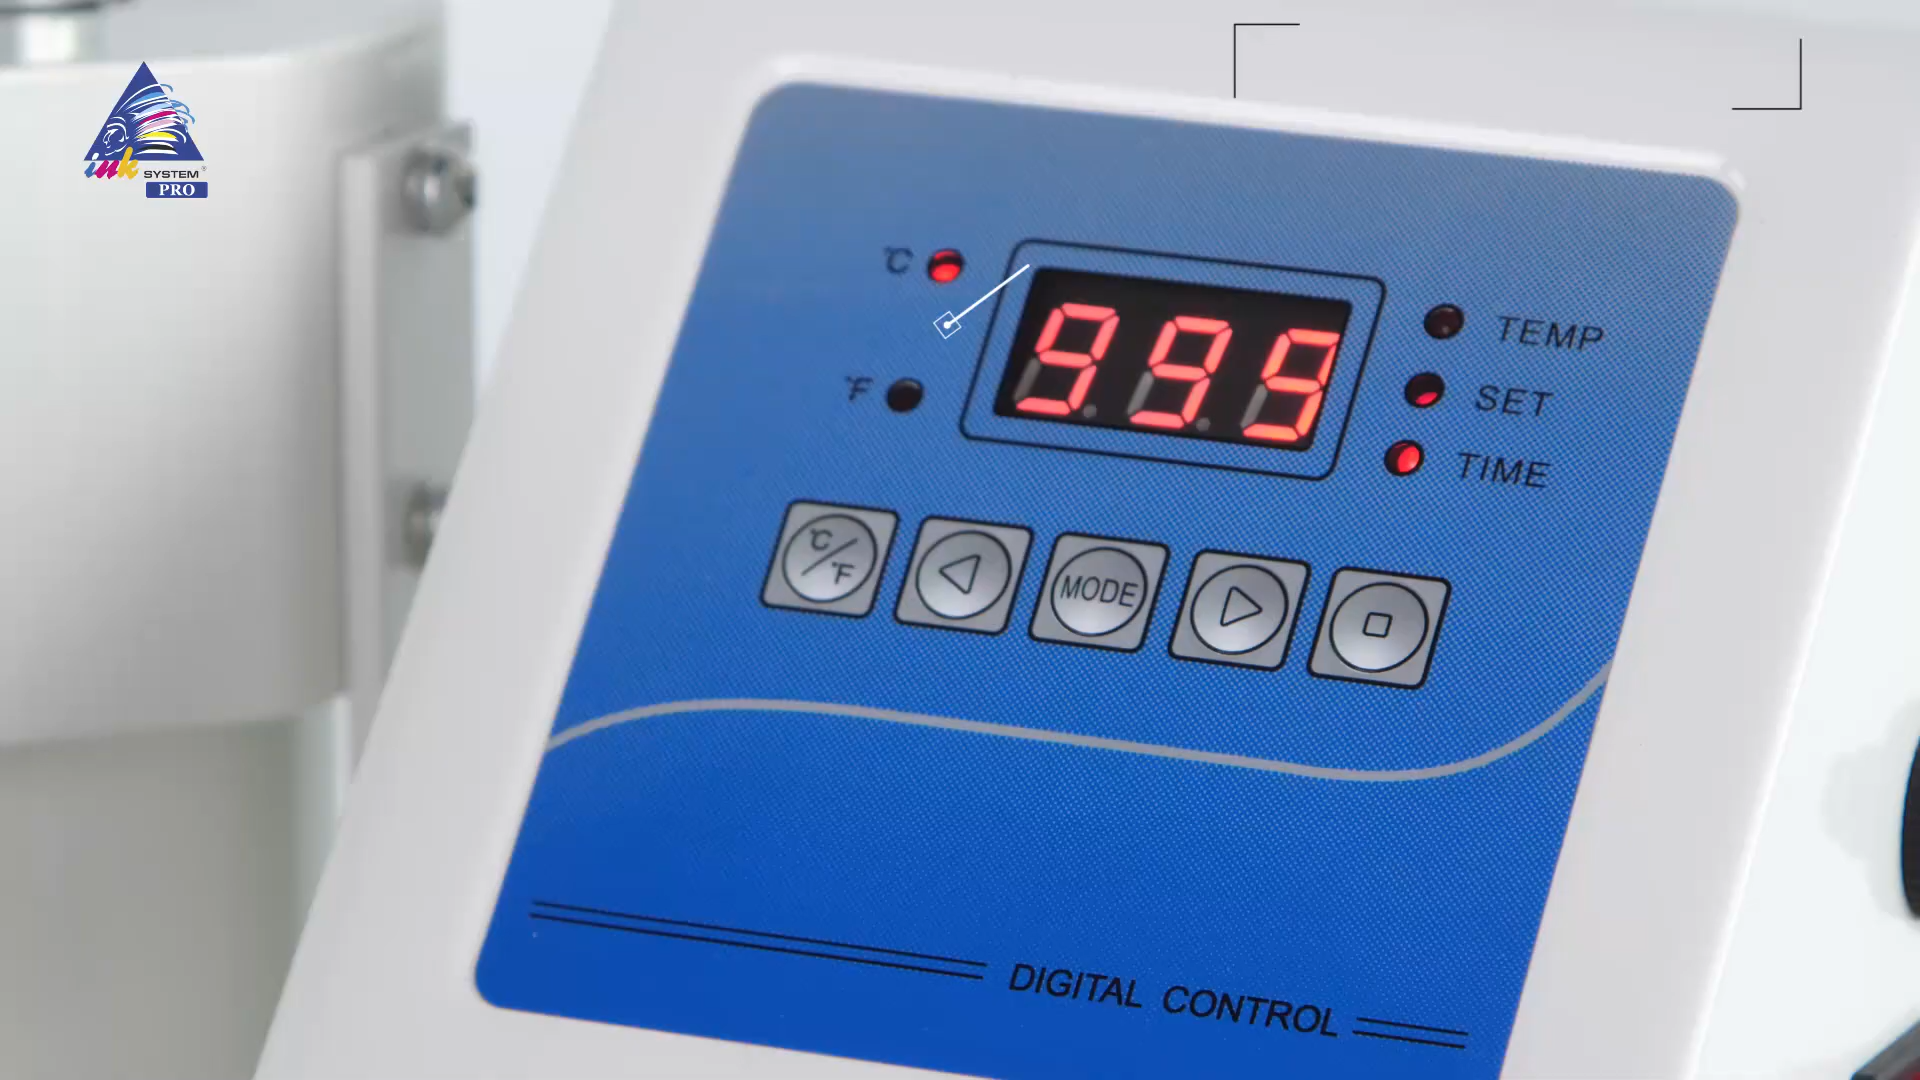 ink SYSTEM®
PRO
°C
999
TEMP
°F
SET
TIME
°C/°F
MODE
DIGITAL CONTROL